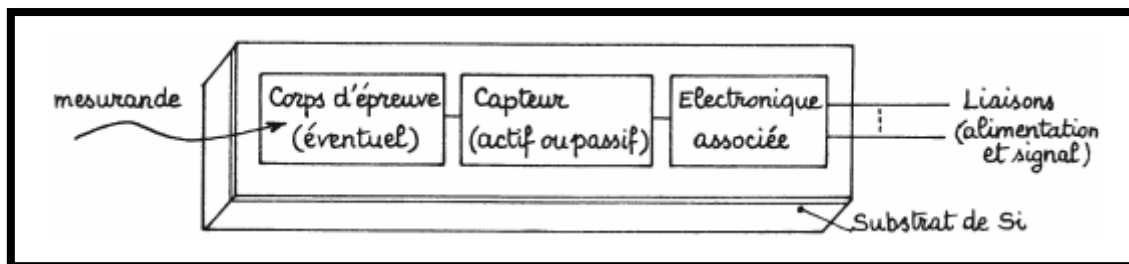 mesurande
Corps d'épreuve
(éventuel)
Capteur
(actif ou passif)
Electronique
associée
Liaisons
(alimentation
et signal)
Substrat de Si